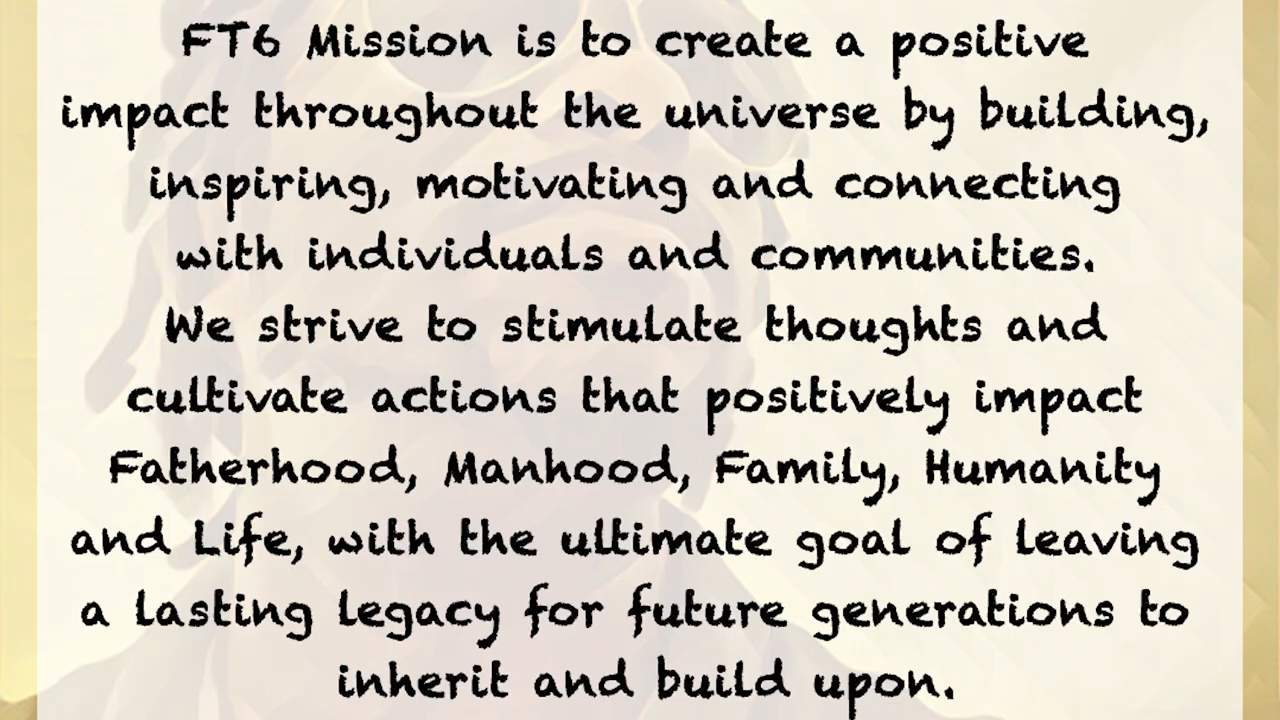 FT6 Mission is to create a positive
impact throughout the universe by building,
inspiring, motivating and connecting
with individuals and communities.
We strive to stimulate thoughts and
cultivate actions that positively impact
Fatherhood, Manhood, Family, Humanity
and Life, with the ultimate goal of leaving
a lasting legacy for future generations to
inherit and build upon.